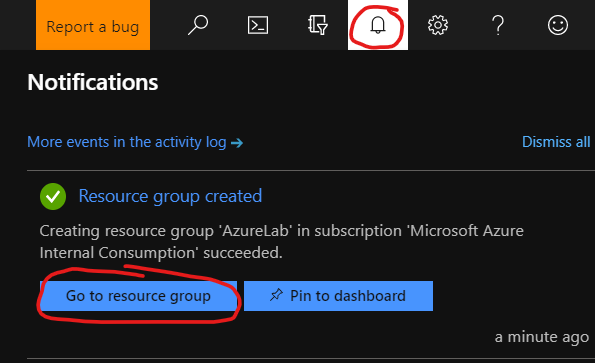 Report a bug
Notifications
More events in the activity log → Dismiss all
Resource group created
Creating resource group 'AzureLab' in subscription 'Microsoft Azure
Internal Consumption' succeeded.
Go to resource group Pin to dashboard
a minute ago